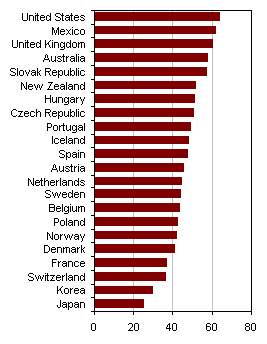 United States
Mexico
United Kingdom
Australia
Slovak Republic
New Zealand
Hungary
Czech Republic
Portugal
Iceland
Spain
Austria
Netherlands
Sweden
Belgium
Poland
Norway
Denmark
France
Switzerland
Korea
Japan
0 20 40 60 80